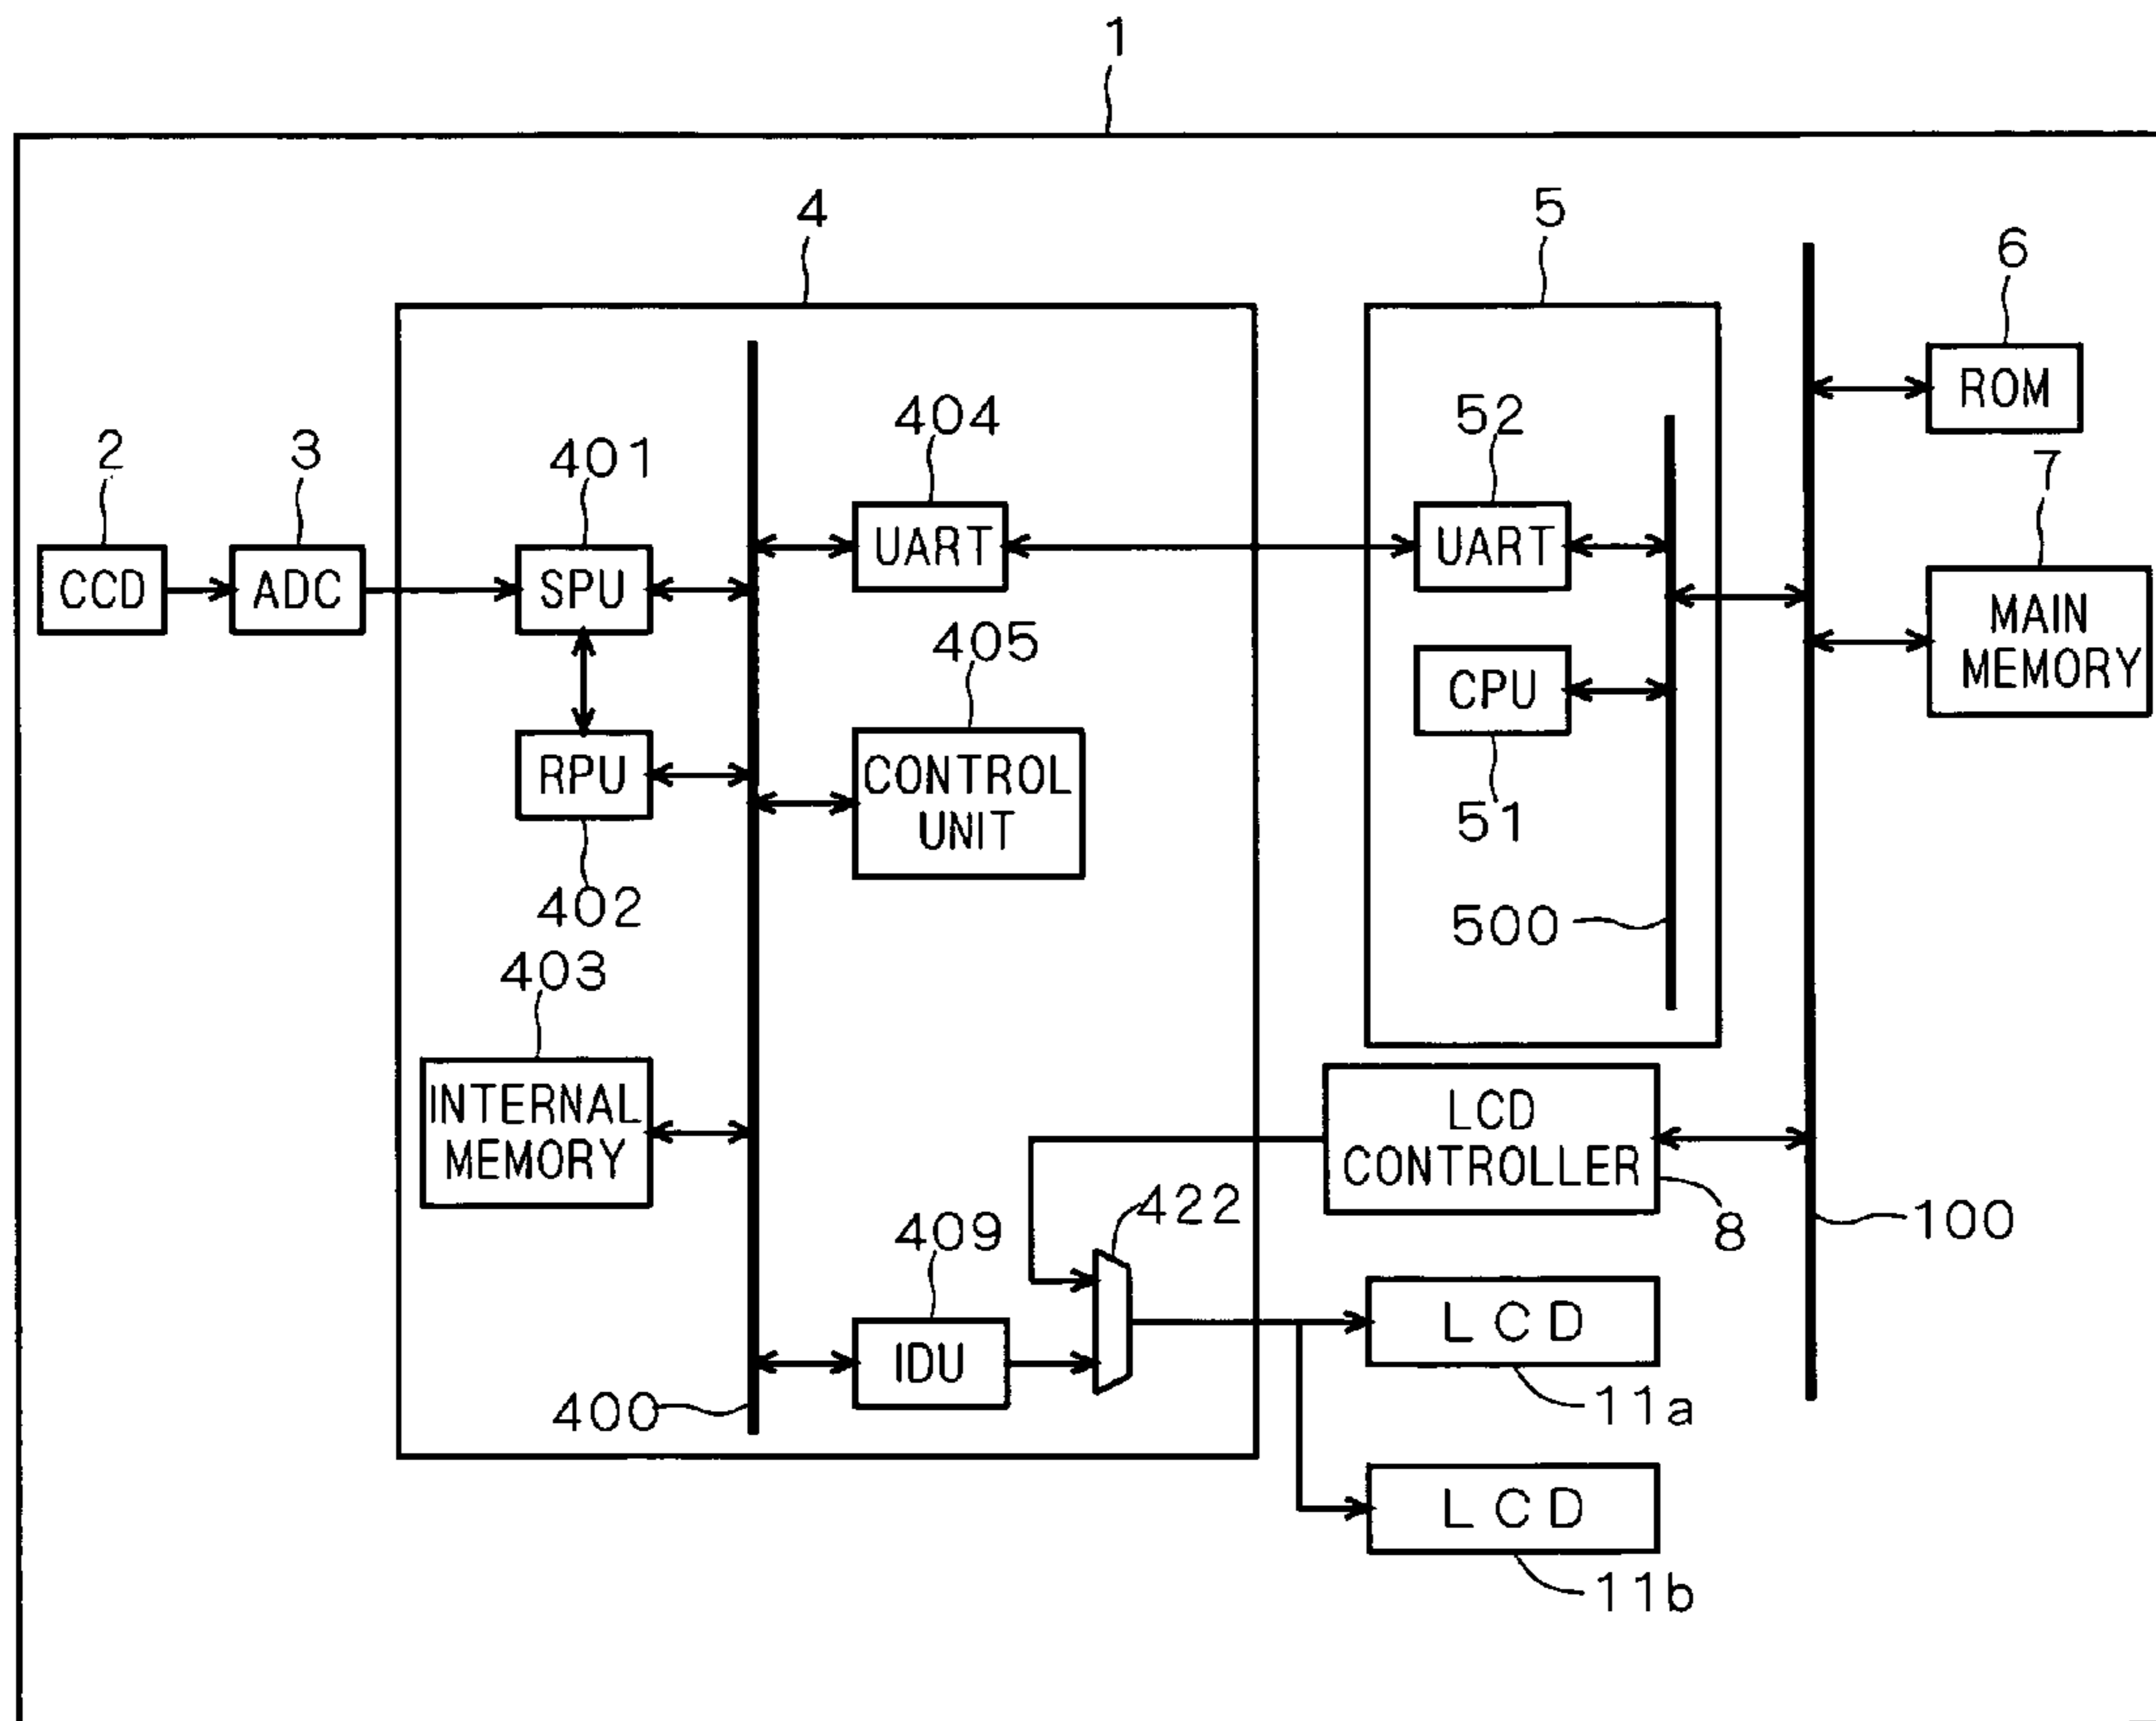 1
4
5
6
ROM
404
52
2
3
401
7
UART
UART
CCD
ADC
SPU
MAIN
MEMORY
405
CPU
RPU
CONTROL
UNIT
51
402
500
403
INTERNAL
MEMORY
LCD
CONTROLLER
422
409
8
100
LCD
IDU
400
11a
LCD
11b